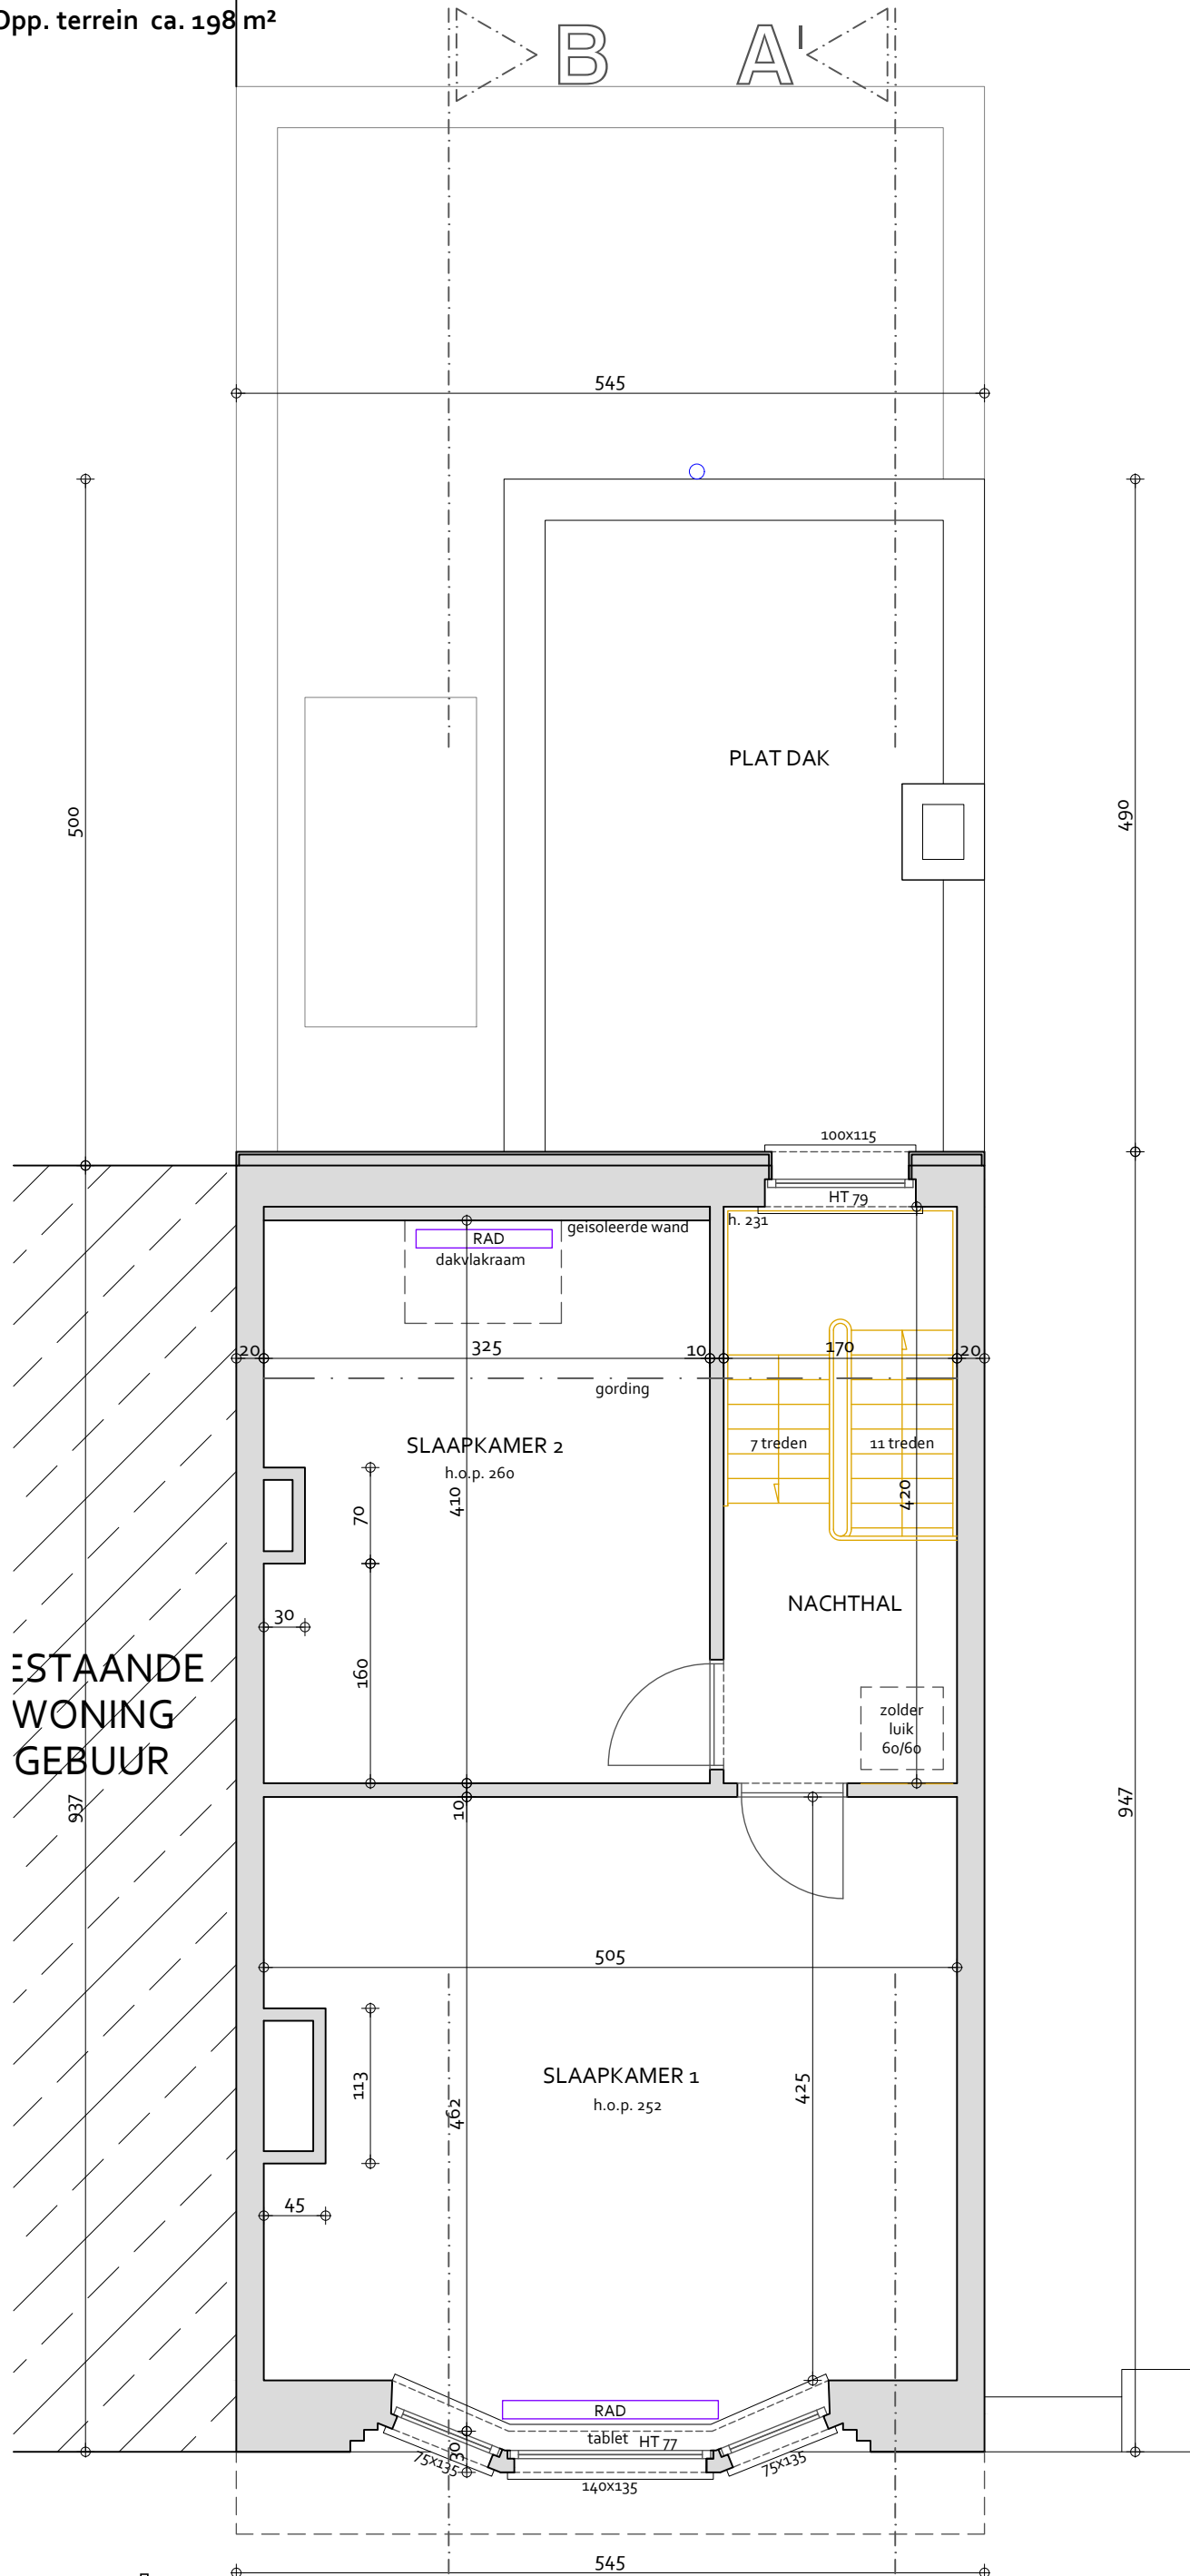 Opp. terrein ca. 198 m²
B A'
545
500
490
PLAT DAK
100x115
HT 79
h. 231
geïsoleerde wand
RAD
dakvlakraam
20 325 10 170 20
gording
7 treden 11 treden
SLAAPKAMER 2
h.o.p. 260
70
410
420
30
NACHTHAL
160
zolder
luik
60/60
ESTAANDE
WONING
GEBUUR
937
10
947
505
SLAAPKAMER 1
h.o.p. 252
113
462
425
45
RAD
tablet HT 77
30
75x135
140x135
75x135
545